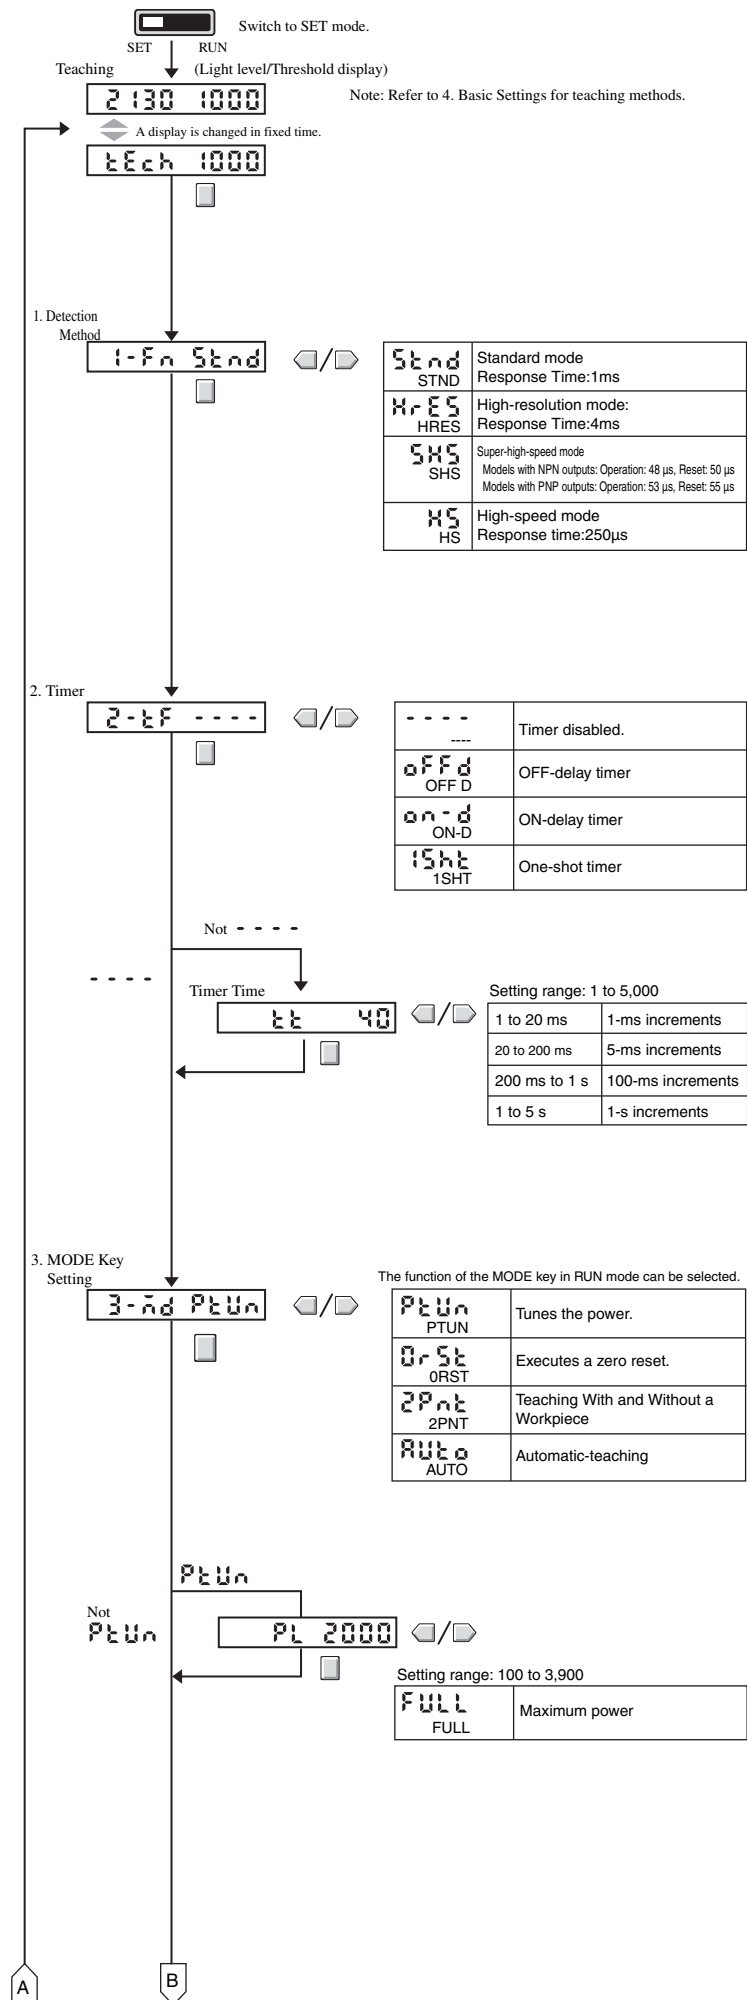 Switch to SET mode.
SET RUN
Teaching (Light level/Threshold display)
2130 1000
Note: Refer to 4. Basic Settings for teaching methods.
A display is changed in fixed time.
tEch 1000
1. Detection
Method
1-Fn Stnd
/
Stnd
STND
Standard mode
Response Time:1ms
HrES
HRES
High-resolution mode:
Response Time:4ms
SHS
SHS
Super-high-speed mode
Models with NPN outputs: Operation: 48 µs, Reset: 50 µs
Models with PNP outputs: Operation: 53 µs, Reset: 55 µs
HS
HS
High-speed mode
Response time:250µs
2. Timer
2-tF ----
/
- - - -
----
Timer disabled.
oFFd
OFF D
OFF-delay timer
on-d
ON-D
ON-delay timer
1Sht
1SHT
One-shot timer
Not - - - -
- - - -
Timer Time
tt 40
/
Setting range: 1 to 5,000
1 to 20 ms 1-ms increments
20 to 200 ms 5-ms increments
200 ms to 1 s 100-ms increments
1 to 5 s 1-s increments
3. MODE Key
Setting
3-md PtUn
/
The function of the MODE key in RUN mode can be selected.
PtUn
PTUN
Tunes the power.
0rSt
0RST
Executes a zero reset.
2Pnt
2PNT
Teaching With and Without a
Workpiece
AUto
AUTO
Automatic-teaching
PtUn
Not
PtUn
PL 2000
/
Setting range: 100 to 3,900
FULL
FULL
Maximum power
A
B